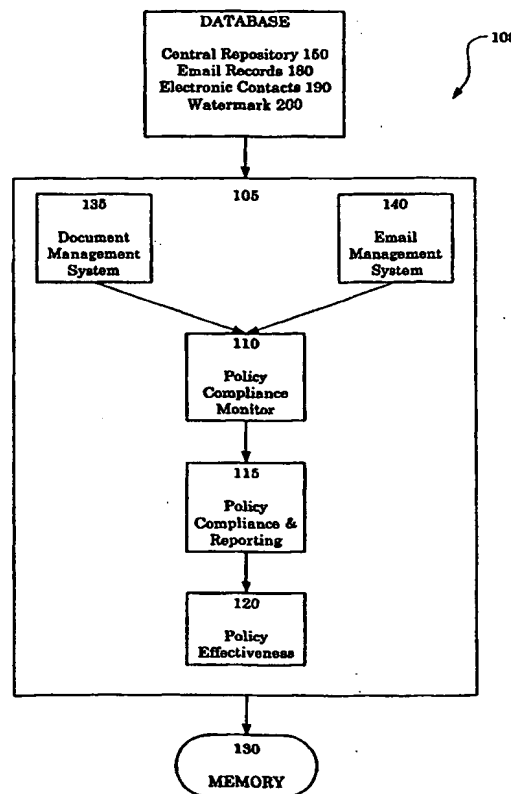 DATABASE
Central Repository 150
Email Records 180
Electronic Contacts 190
Watermark 200
108
105
135
Document
Management
System
140
Email
Management
System
110
Policy
Compliance
Monitor
115
Policy
Compliance &
Reporting
120
Policy
Effectiveness
130
MEMORY